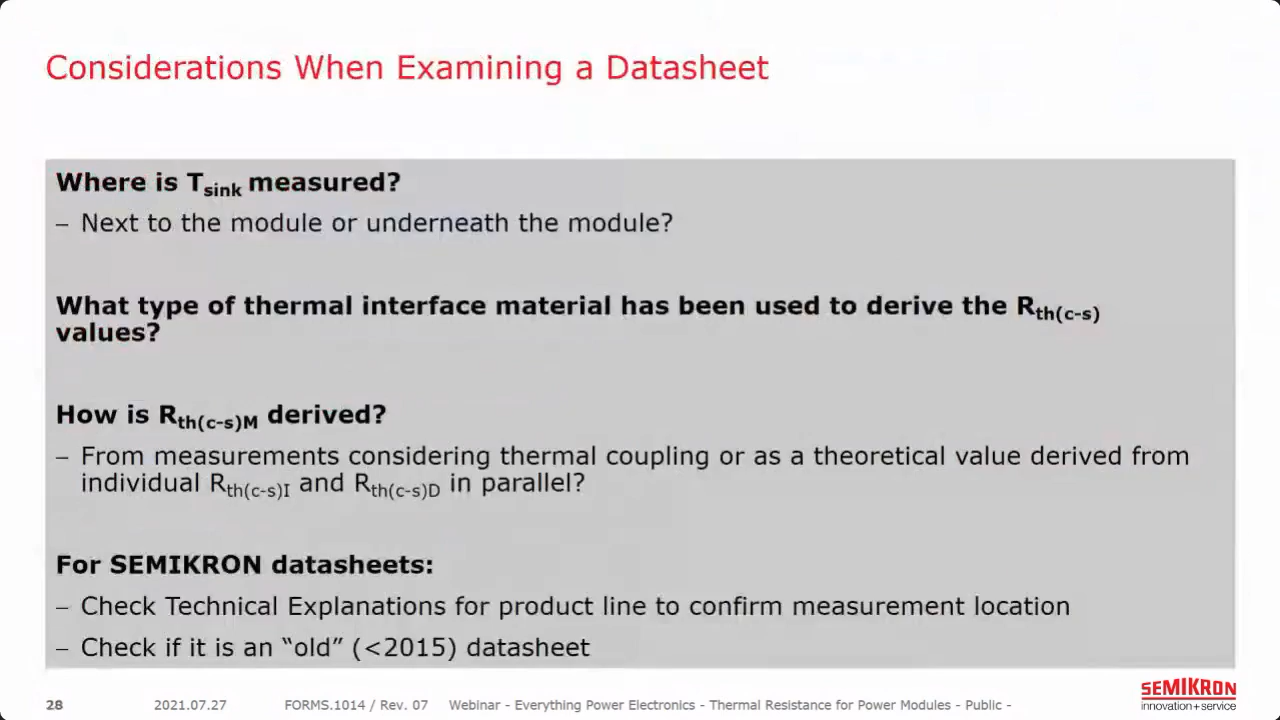 Considerations When Examining a Datasheet
Where is Tsink measured?
– Next to the module or underneath the module?
What type of thermal interface material has been used to derive the Rth(c-s)
values?
How is Rth(c-s)M derived?
– From measurements considering thermal coupling or as a theoretical value derived from
individual Rth(c-s)I and Rth(c-s)D in parallel?
For SEMIKRON datasheets:
– Check Technical Explanations for product line to confirm measurement location
– Check if it is an “old” (<2015) datasheet
28 2021.07.27 FORMS.1014 / Rev. 07 Webinar - Everything Power Electronics - Thermal Resistance for Power Modules - Public -
SEMIKRON
innovation+service